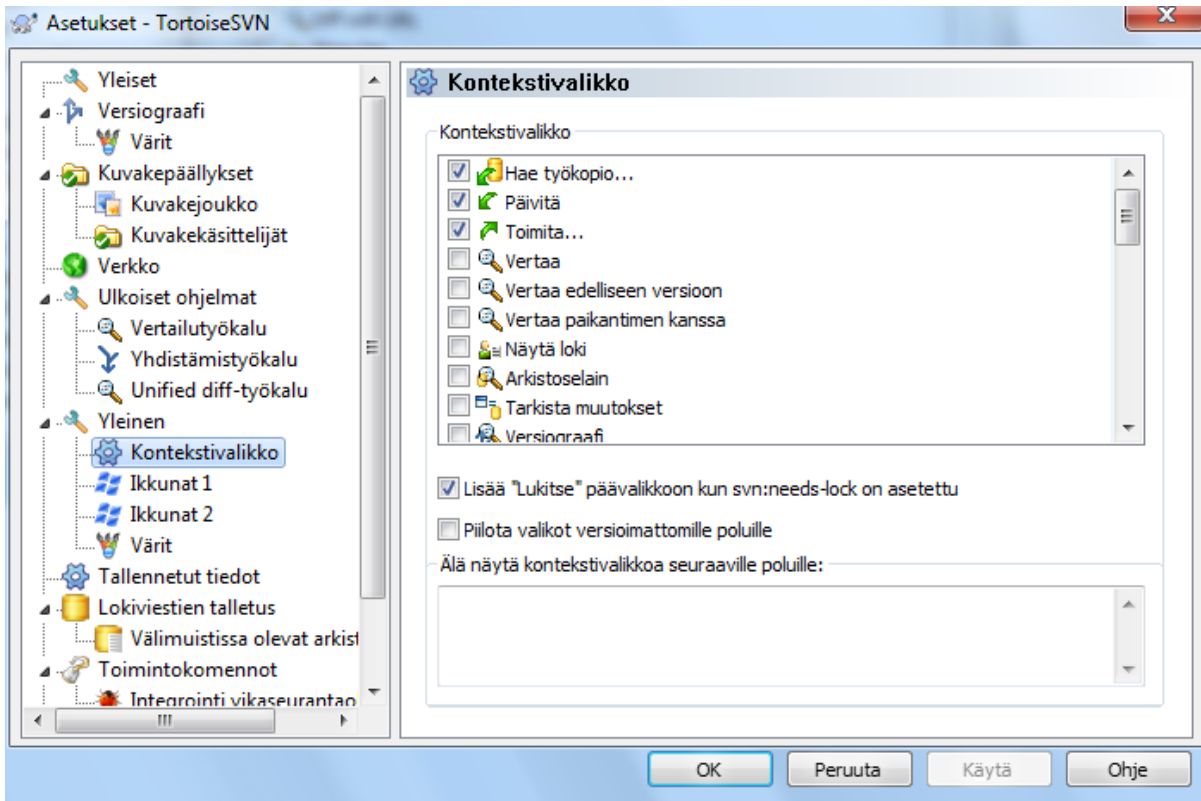 Asetukset - TortoiseSVN
Yleiset
Versiograafi
Värit
Kuvakepäällykset
Kuvakejoukko
Kuvakekäsittelijät
Verkko
Ulkoiset ohjelmat
Vertailutyökalu
Yhdistämistyökalu
Unified diff-työkalu
Yleinen
Kontekstivalikko
Ikkunat 1
Ikkunat 2
Värit
Tallennetut tiedot
Lokiviestien talletus
Välimuistissa olevat arkist
Toimintokomennot
Integrointi vikaseurantao
Kontekstivalikko
Kontekstivalikko
Hae työkopio...
Päivitä
Toimita...
Vertaa
Vertaa edelliseen versioon
Vertaa paikantimen kanssa
Näytä loki
Arkistoselain
Tarkista muutokset
Versiograafi
Lisää "Lukitse" päävalikkoon kun svn:needs-lock on asetettu
Piilota valikot versioimattomille poluille
Älä näytä kontekstivalikkoa seuraaville poluille:
OK
Peruuta
Käytä
Ohje